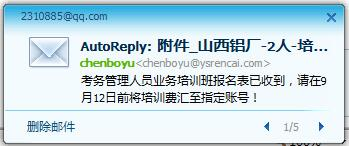 2310885@qq.com
AutoReply: 附件_山西铝厂-2人-培...
chenboyu<chenboyu@ysrencai.com>
考务管理人员业务培训班报名表已收到，请在9
月12日前将培训费汇至指定账号！
删除邮件
1/5
100%